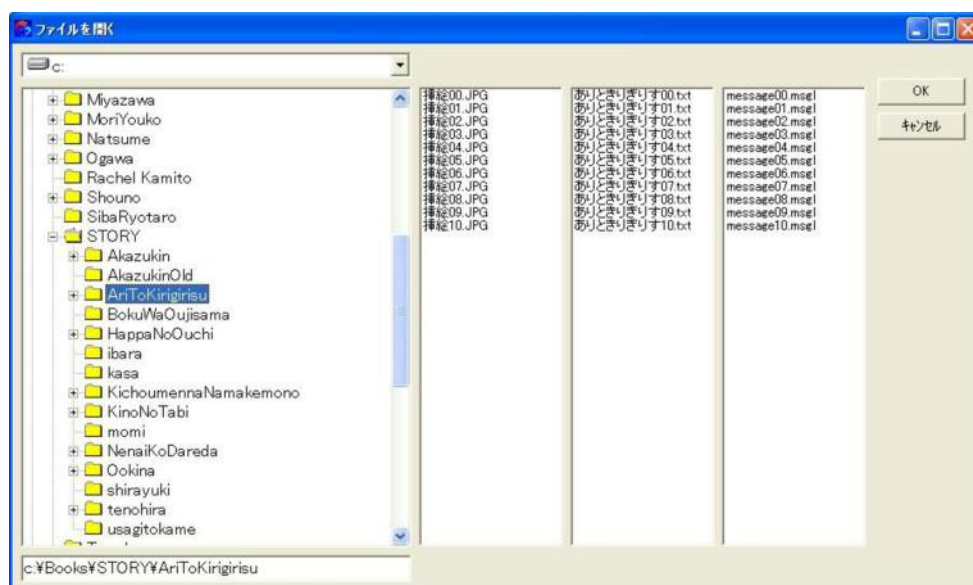 ファイルを開く
c:
Miyazawa
MoriYouko
Natsume
Ogawa
Rachel Kamito
Shouno
SibaRyotaro
STORY
Akazukin
AkazukinOld
AriToKirigirisu
BokuWaOujisama
HappaNoOuchi
ibara
kasa
KichoumennaNamakemono
KinoNoTabi
momi
NenaiKoDareda
Ookina
shirayuki
tenohira
usagitokame
c:¥Books¥STORY¥AriToKirigirisu
挿絵00.JPG
挿絵01.JPG
挿絵02.JPG
挿絵03.JPG
挿絵04.JPG
挿絵05.JPG
挿絵06.JPG
挿絵07.JPG
挿絵08.JPG
挿絵09.JPG
挿絵10.JPG
ありときりぎりす00.txt
ありときりぎりす01.txt
ありときりぎりす02.txt
ありときりぎりす03.txt
ありときりぎりす04.txt
ありときりぎりす05.txt
ありときりぎりす06.txt
ありときりぎりす07.txt
ありときりぎりす08.txt
ありときりぎりす09.txt
ありときりぎりす10.txt
message00.msgl
message01.msgl
message02.msgl
message03.msgl
message04.msgl
message05.msgl
message06.msgl
message07.msgl
message08.msgl
message09.msgl
message10.msgl
OK
キャンセル